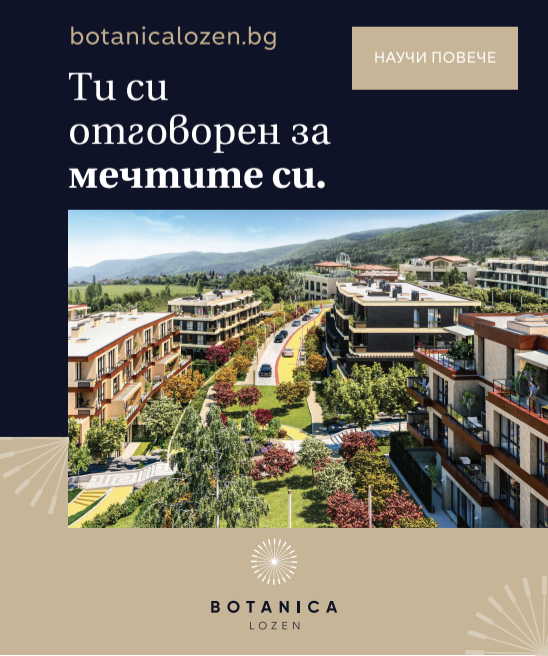 botanicalozen.bg
НАУЧИ ПОВЕЧЕ
Ти си
отговорен за
мечтите си.
BOTANICA
LOZEN